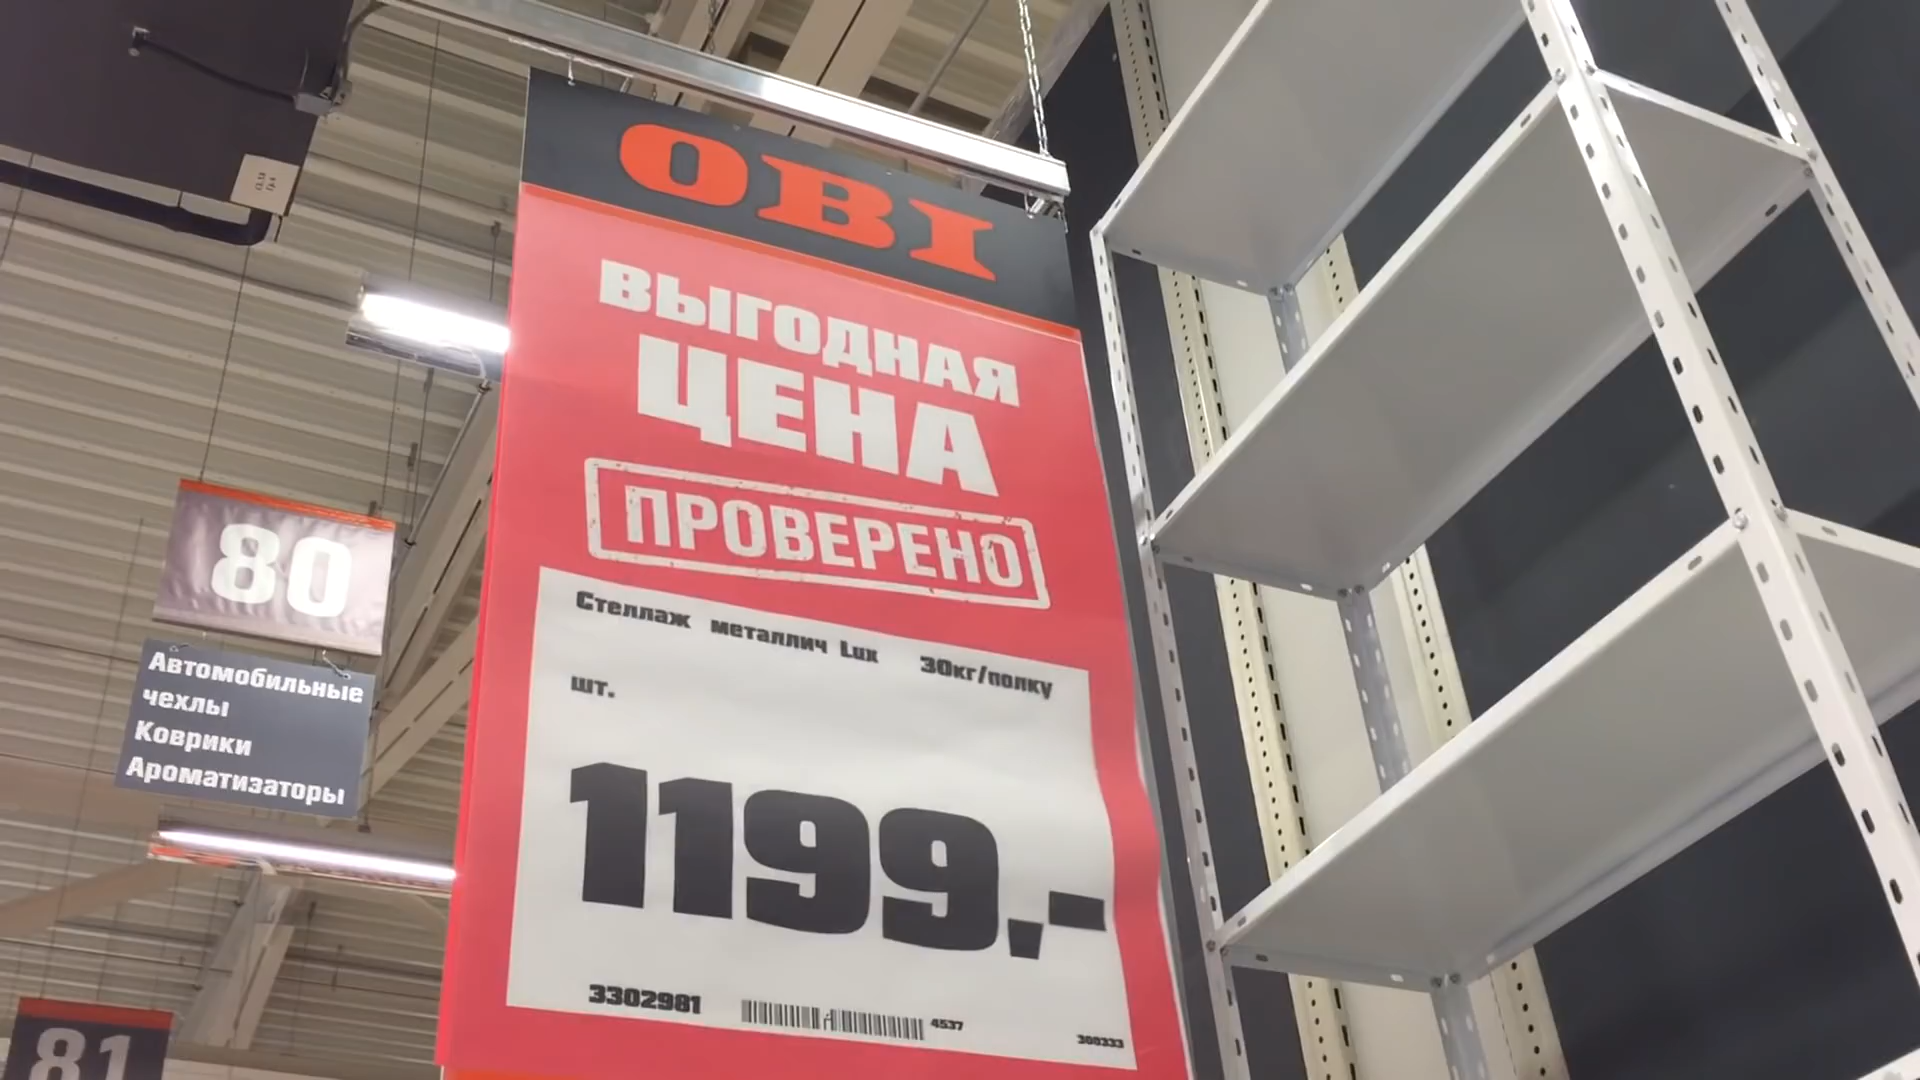 OBI
ВЫГОДНАЯ
ЦЕНА
ПРОВЕРЕНО
Стеллаж металлич Lux 30кг/полку
шт.
1199.-
3302981
4537
300333
80
Автомобильные
чехлы
Коврики
Ароматизаторы
81